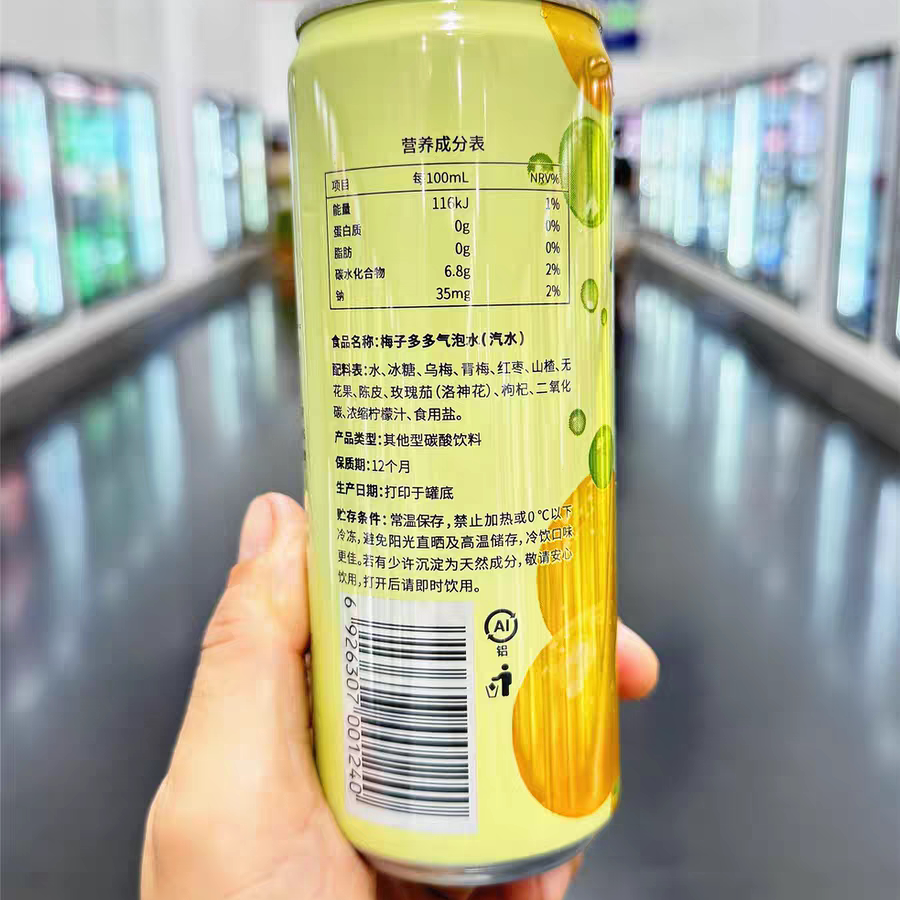 营养成分表
项目 每100mL NRV%
能量 116kJ 1%
蛋白质 0g 0%
脂肪 0g 0%
碳水化合物 6.8g 2%
钠 35mg 2%
食品名称:梅子多多气泡水(汽水)
配料表:水、冰糖、乌梅、青梅、红枣、山楂、无
花果、陈皮、玫瑰茄(洛神花)、枸杞、二氧化
碳、浓缩柠檬汁、食用盐。
产品类型:其他型碳酸饮料
保质期:12个月
生产日期:打印于罐底
贮存条件:常温保存,禁止加热或0℃以下
冷冻,避免阳光直晒及高温储存,冷饮口味
更佳。若有少许沉淀为天然成分,敬请安心
饮用,打开后请即时饮用。
Al
铝
6 926307 001240